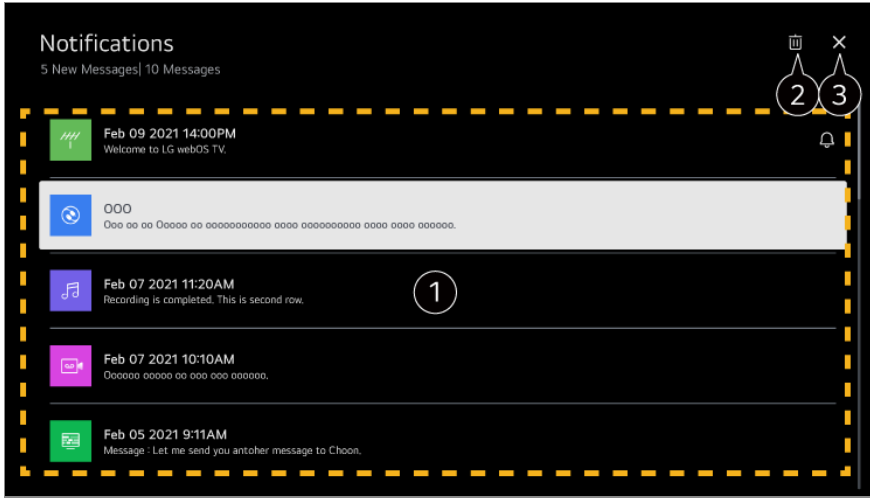 Notifications
5 New Messages| 10 Messages
2 3
Feb 09 2021 14:00PM
Welcome to LG webOS TV.
OOO
Ooo oo oo Ooooo oo ooooooooooo oooo oooooooooo oooo oooo oooooo.
Feb 07 2021 11:20AM
Recording is completed. This is second row.
1
Feb 07 2021 10:10AM
Oooooo ooooo oo ooo ooo oooooo.
Feb 05 2021 9:11AM
Message : Let me send you antoher message to Choon.